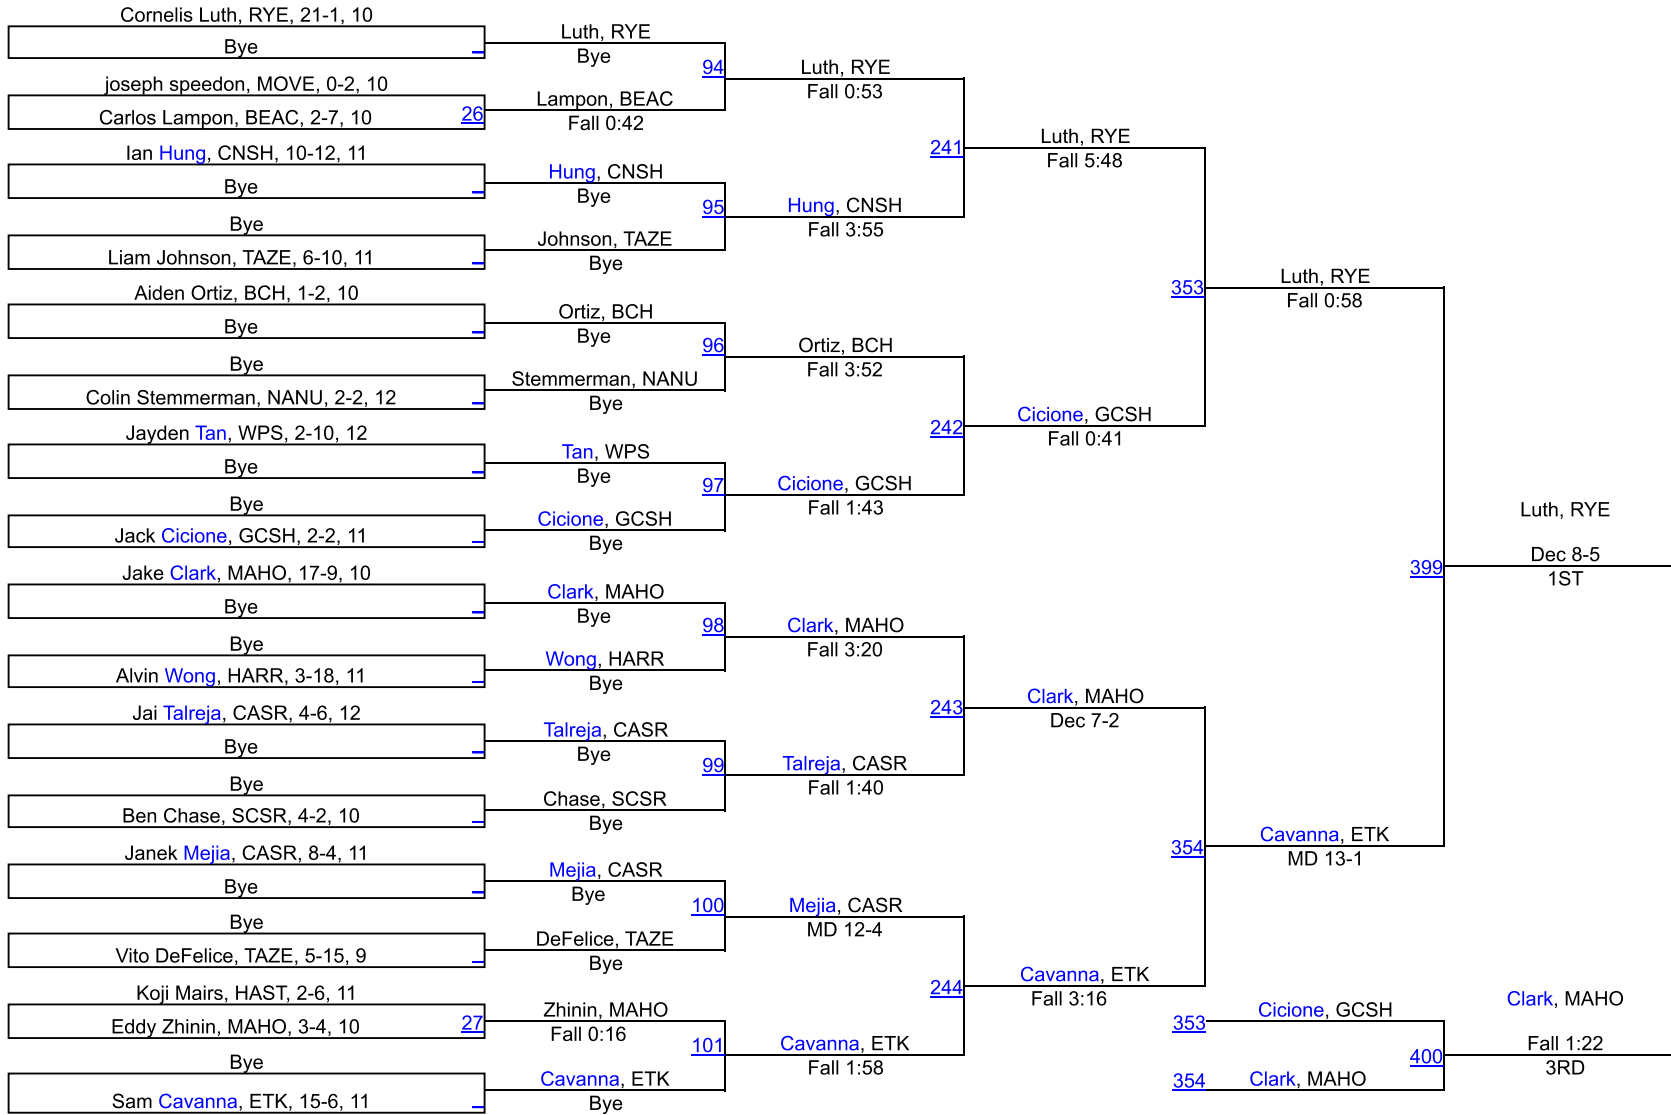 Cornelis Luth, RYE, 21-1, 10
Bye
joseph speedon, MOVE, 0-2, 10
Carlos Lampon, BEAC, 2-7, 10
26
Ian Hung, CNSH, 10-12, 11
Bye
Bye
Liam Johnson, TAZE, 6-10, 11
Aiden Ortiz, BCH, 1-2, 10
Bye
Bye
Colin Stemmerman, NANU, 2-2, 12
Jayden Tan, WPS, 2-10, 12
Bye
Bye
Jack Cicione, GCSH, 2-2, 11
Jake Clark, MAHO, 17-9, 10
Bye
Bye
Alvin Wong, HARR, 3-18, 11
Jai Talreja, CASR, 4-6, 12
Bye
Bye
Ben Chase, SCSR, 4-2, 10
Janek Mejia, CASR, 8-4, 11
Bye
Bye
Vito DeFelice, TAZE, 5-15, 9
Koji Mairs, HAST, 2-6, 11
Eddy Zhinin, MAHO, 3-4, 10
27
Bye
Sam Cavanna, ETK, 15-6, 11
Luth, RYE
Bye
94
Lampon, BEAC
Fall 0:42
Hung, CNSH
Bye
95
Johnson, TAZE
Bye
Ortiz, BCH
Bye
96
Stemmerman, NANU
Bye
Tan, WPS
Bye
97
Cicione, GCSH
Bye
Clark, MAHO
Bye
98
Wong, HARR
Bye
Talreja, CASR
Bye
99
Chase, SCSR
Bye
Mejia, CASR
Bye
100
DeFelice, TAZE
Bye
Zhinin, MAHO
Fall 0:16
101
Cavanna, ETK
Bye
Luth, RYE
Fall 0:53
241
Hung, CNSH
Fall 3:55
Ortiz, BCH
Fall 3:52
242
Cicione, GCSH
Fall 1:43
Clark, MAHO
Fall 3:20
243
Talreja, CASR
Fall 1:40
Mejia, CASR
MD 12-4
244
Cavanna, ETK
Fall 1:58
Luth, RYE
Fall 5:48
353
Cicione, GCSH
Fall 0:41
Clark, MAHO
Dec 7-2
354
Cavanna, ETK
Fall 3:16
Luth, RYE
Fall 0:58
399
Cavanna, ETK
MD 13-1
Luth, RYE
Dec 8-5
1ST
353
Cicione, GCSH
400
354
Clark, MAHO
Clark, MAHO
Fall 1:22
3RD